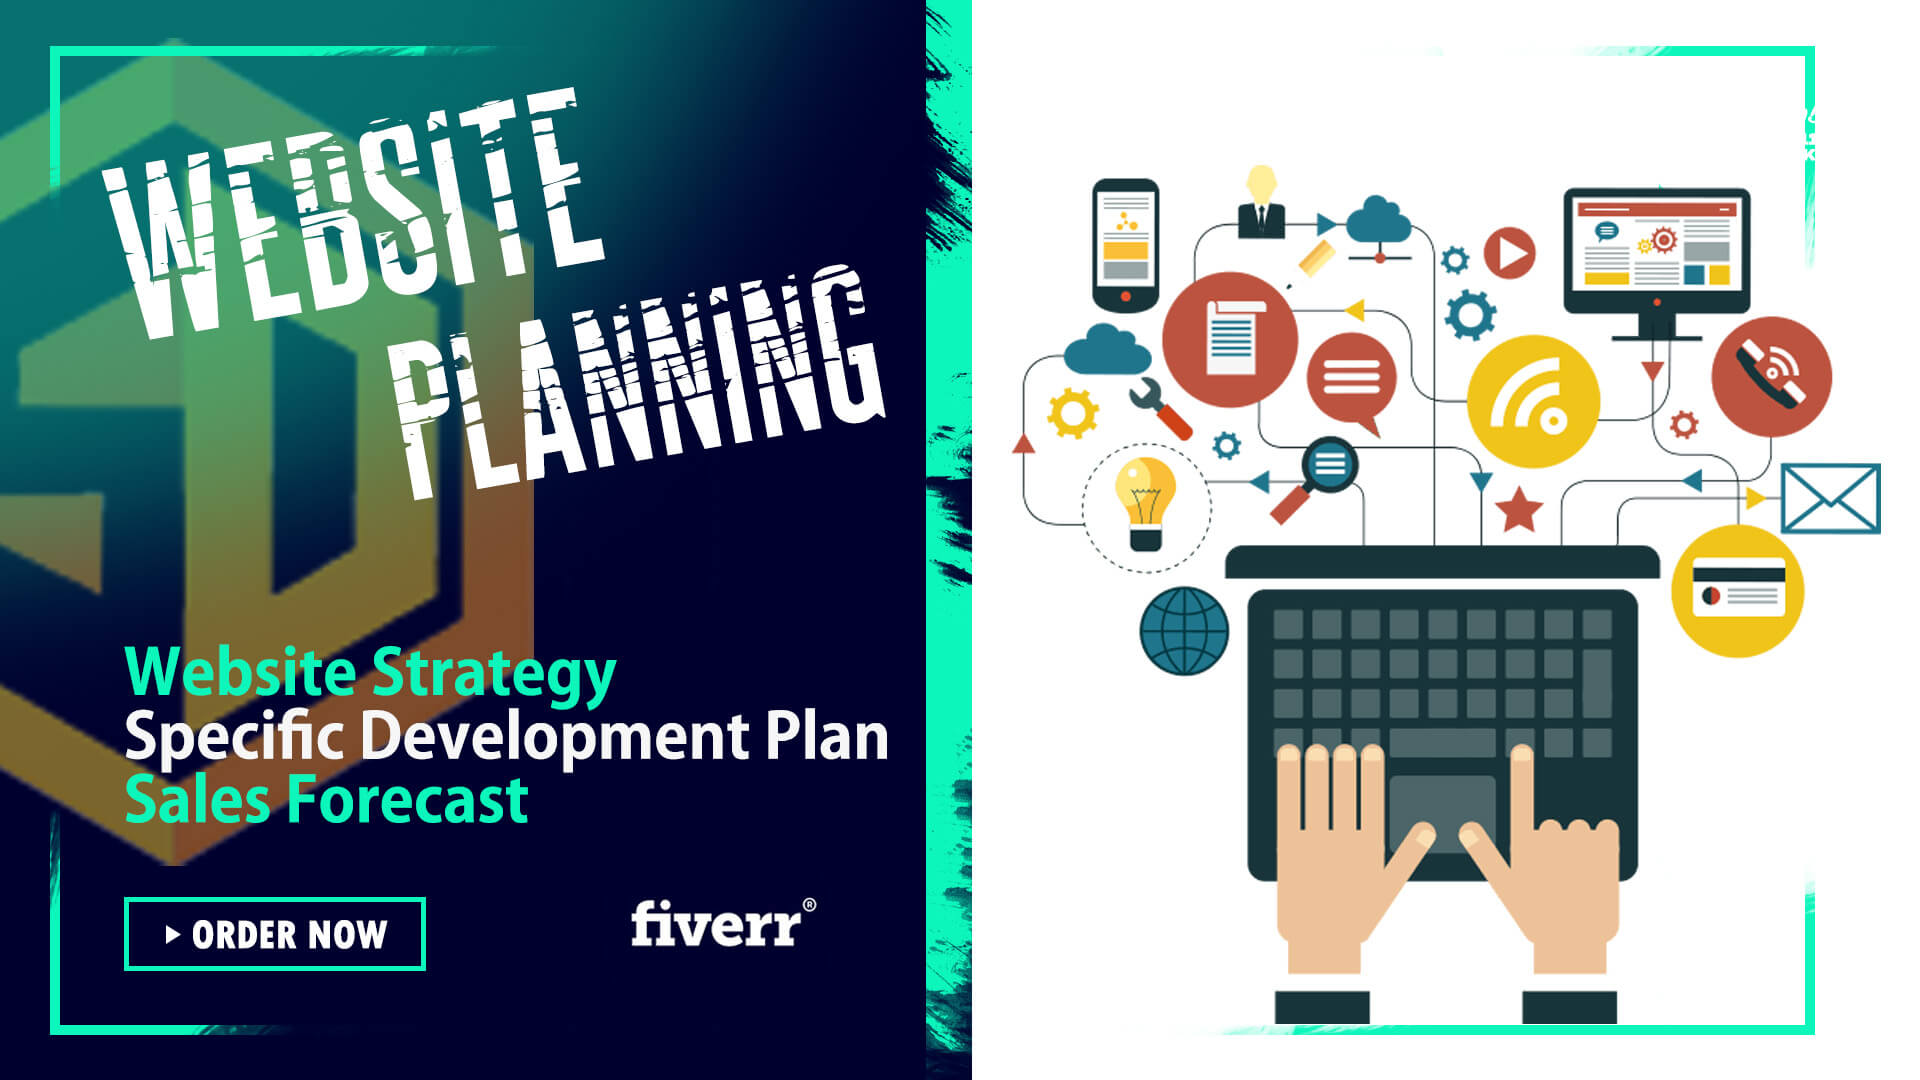 WEBSITE
PLANNING
Website Strategy
Specific Development Plan
Sales Forecast
ORDER NOW
fiverr®